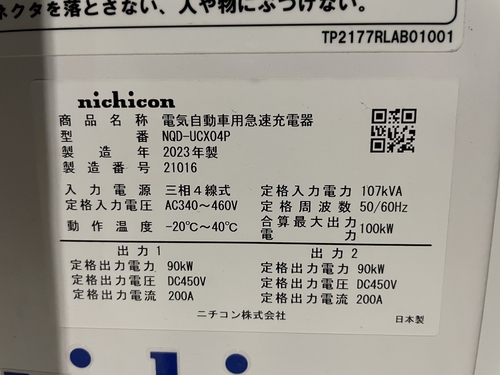 ネクタを落とさない、人や物にぶつけない。
TP2177RLAB01001
nichicon
商品名称 電気自動車用急速充電器
型番 NQD-UCX04P
製造年 2023年製
製造番号 21016
入力電源 三相4線式 定格入力電力 107kVA
定格入力電圧 AC340～460V 定格周波数 50/60Hz
動作温度 -20℃～40℃ 合算最大出力電力 100kW
出力1 出力2
定格出力電力 90kW 定格出力電力 90kW
定格出力電圧 DC450V 定格出力電圧 DC450V
定格出力電流 200A 定格出力電流 200A
ニチコン株式会社 日本製